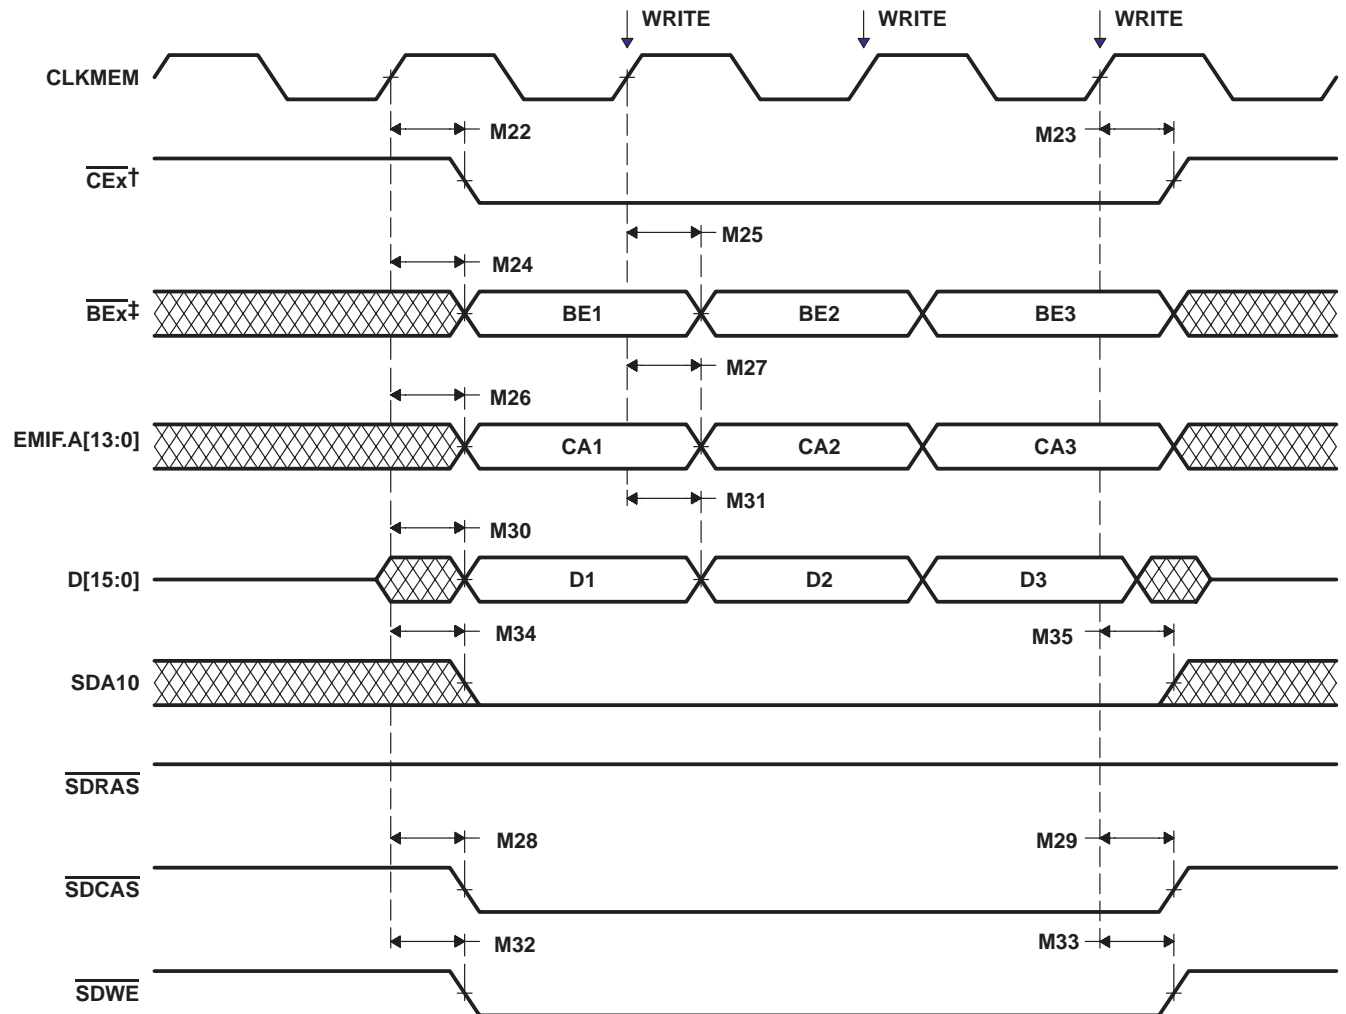 WRITE WRITE WRITE
CLKMEM
M22 M23
CEx†
M25
M24
BEx‡ BE1 BE2 BE3
M27
M26
EMIF.A[13:0] CA1 CA2 CA3
M31
M30
D[15:0] D1 D2 D3
M34 M35
SDA10
SDRAS
M28 M29
SDCAS
M32 M33
SDWE